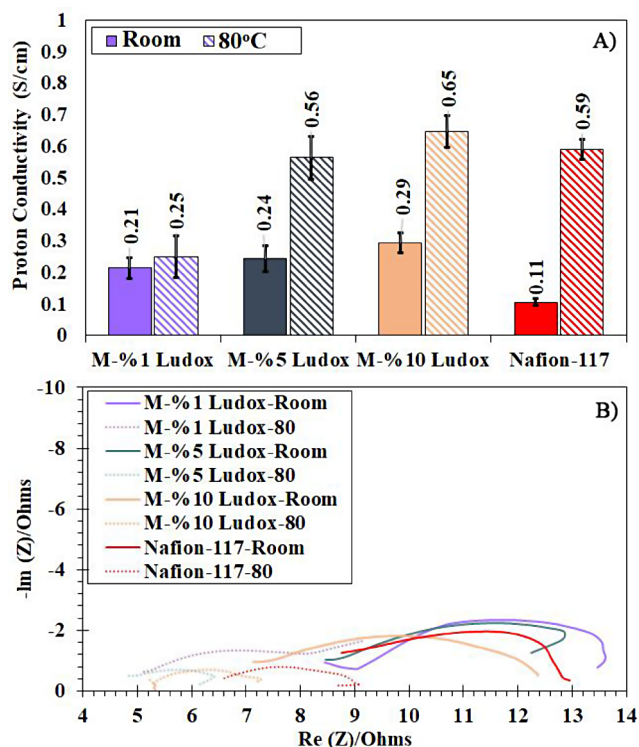 1
Room
80°C
A)
0.9
0.8
0.7
0.6
0.5
0.4
0.3
0.2
0.1
0
Proton Conductivity (S/cm)
0.21
0.25
0.24
0.56
0.29
0.65
0.11
0.59
M-%1 Ludox
M-%5 Ludox
M-%10 Ludox
Nafion-117
-10
-8
-6
-4
-2
0
-Im (Z)/Ohms
B)
M-%1 Ludox-Room
M-%1 Ludox-80
M-%5 Ludox-Room
M-%5 Ludox-80
M-%10 Ludox-Room
M-%10 Ludox-80
Nafion-117-Room
Nafion-117-80
4 5 6 7 8 9 10 11 12 13 14
Re (Z)/Ohms